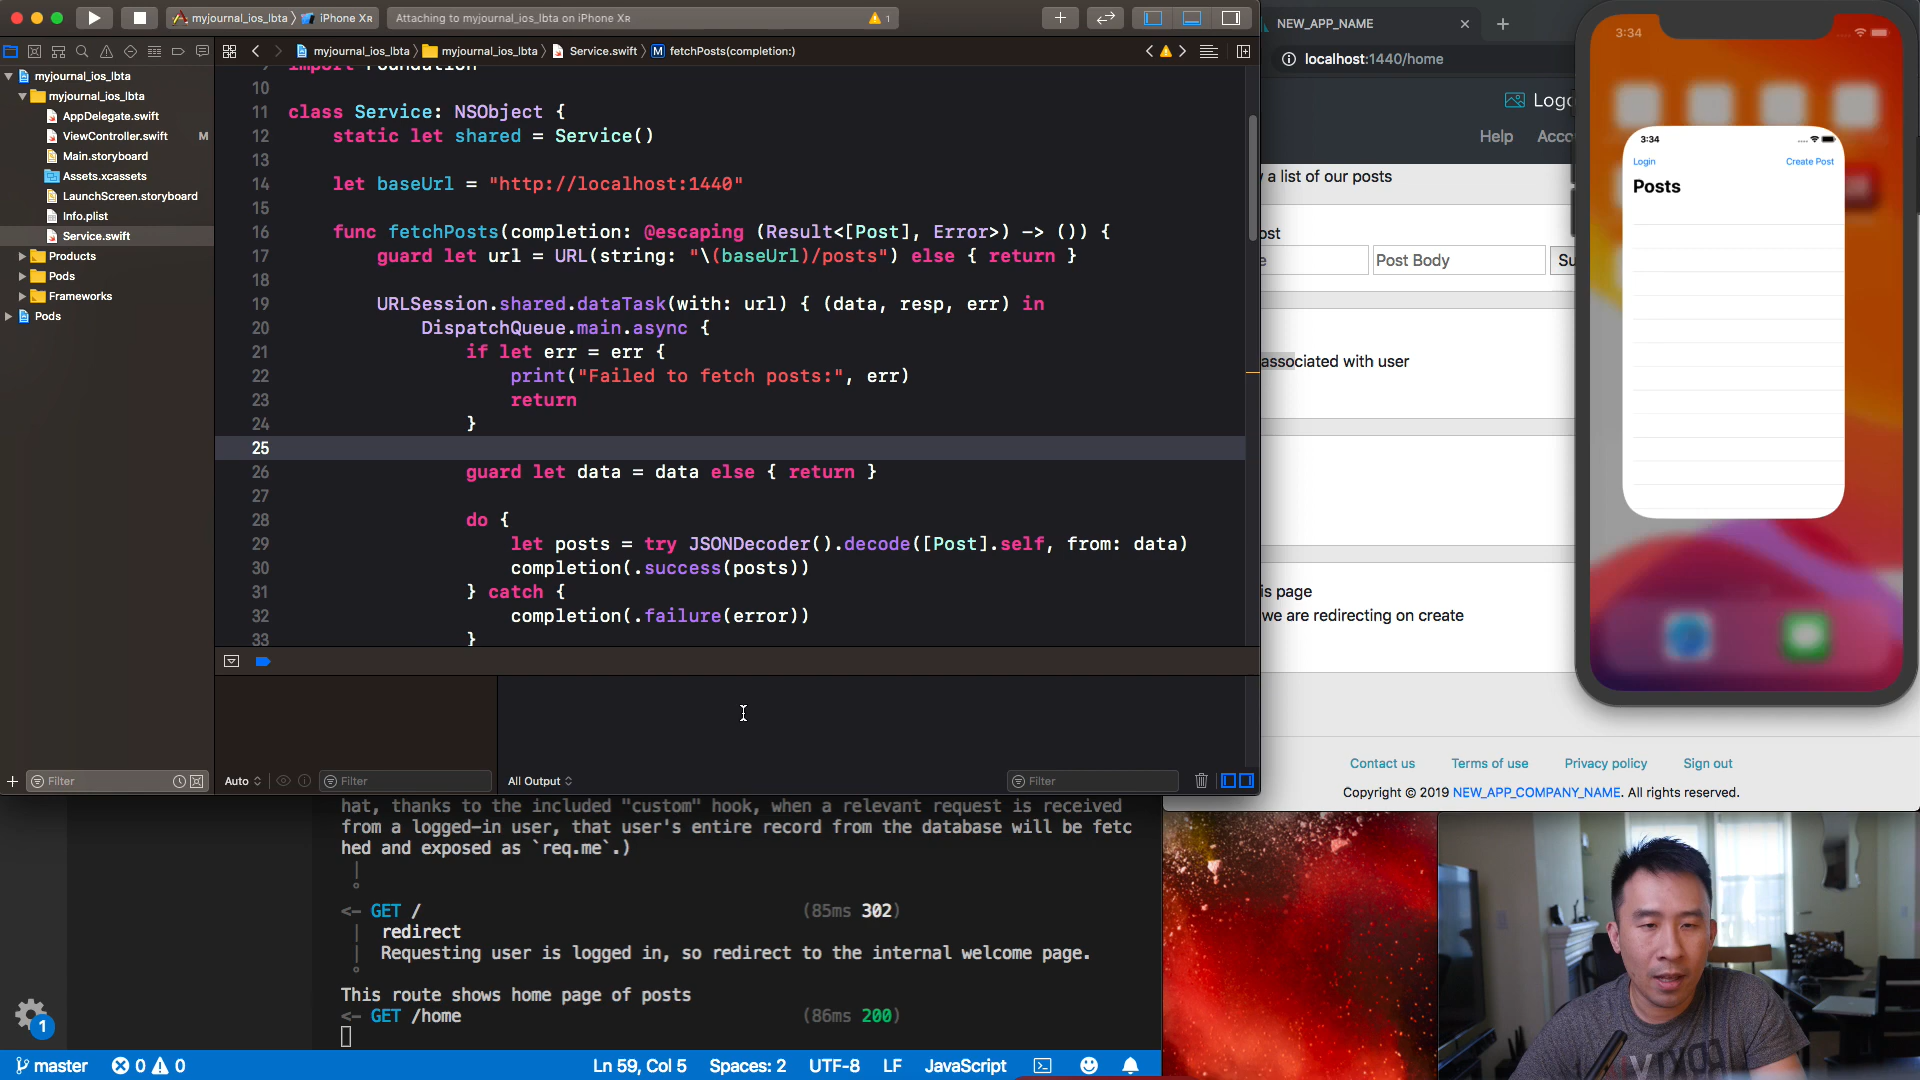 myjournal_ios_lbta
iPhone Xʀ
Attaching to myjournal_ios_lbta on iPhone Xʀ
1
myjournal_ios_lbta
myjournal_ios_lbta
Service.swift
M fetchPosts(completion:)
myjournal_ios_lbta
myjournal_ios_lbta
AppDelegate.swift
ViewController.swift M
Main.storyboard
Assets.xcassets
LaunchScreen.storyboard
Info.plist
Service.swift
Products
Pods
Frameworks
Pods
import Foundation
10
11 class Service: NSObject {
12 static let shared = Service()
13
14 let baseUrl = "http://localhost:1440"
15
16 func fetchPosts(completion: @escaping (Result<[Post], Error>) -> ()) {
17 guard let url = URL(string: "\(baseUrl)/posts") else { return }
18
19 URLSession.shared.dataTask(with: url) { (data, resp, err) in
20 DispatchQueue.main.async {
21 if let err = err {
22 print("Failed to fetch posts:", err)
23 return
24 }
25
26 guard let data = data else { return }
27
28 do {
29 let posts = try JSONDecoder().decode([Post].self, from: data)
30 completion(.success(posts))
31 } catch {
32 completion(.failure(error))
33 }
Filter
Auto
Filter
All Output
Filter
NEW_APP_NAME
localhost:1440/home
Help
a list of our posts
Post Body
associated with user
is page
we are redirecting on create
Contact us
Terms of use
Privacy policy
Sign out
Copyright © 2019 NEW_APP_COMPANY_NAME. All rights reserved.
3:34
3:34
Login
Create Post
Posts
hat, thanks to the included "custom" hook, when a relevant request is received
from a logged-in user, that user's entire record from the database will be fetc
hed and exposed as `req.me`.)
<- GET / (85ms 302)
redirect
Requesting user is logged in, so redirect to the internal welcome page.
This route shows home page of posts
<- GET /home (86ms 200)
1
master
0 0
Ln 59, Col 5
Spaces: 2
UTF-8
LF
JavaScript